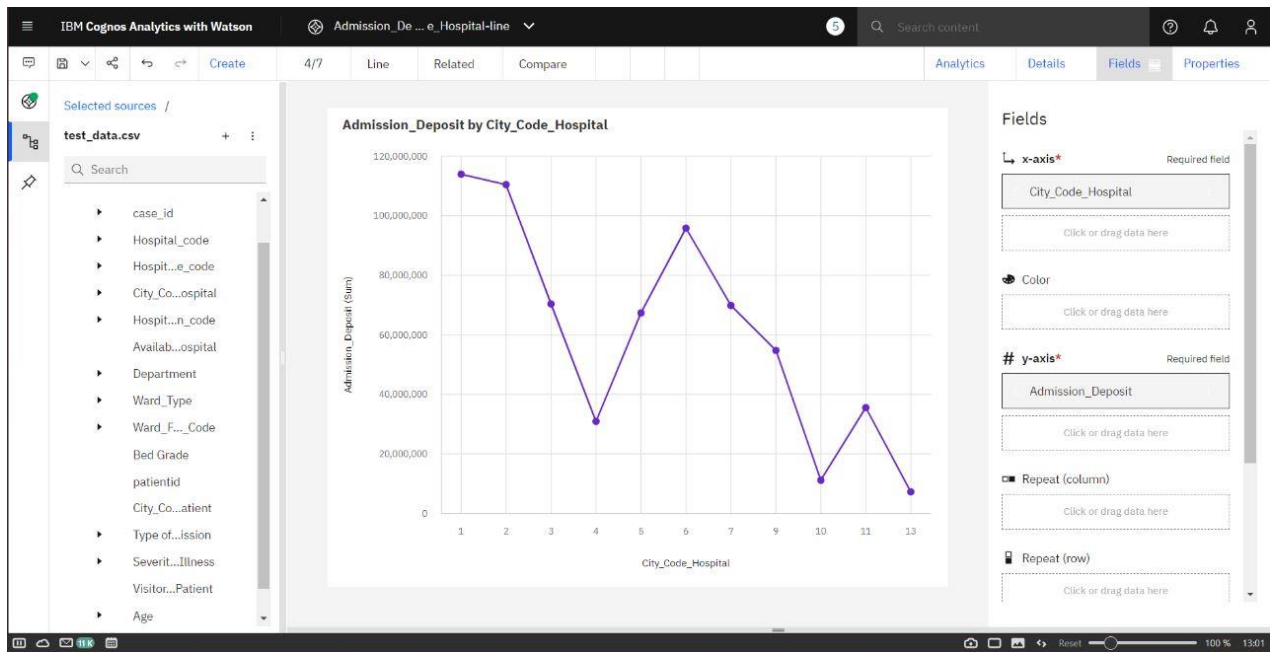 IBM Cognos Analytics with Watson
Admission_De ... e_Hospital-line
5
Search content
Create
4/7
Line
Related
Compare
Analytics
Details
Fields
Properties
Selected sources /
test_data.csv
Search
case_id
Hospital_code
Hospit...e_code
City_Co...ospital
Hospit...n_code
Availab...ospital
Department
Ward_Type
Ward_F..._Code
Bed Grade
patientid
City_Co...atient
Type of...ission
Severit...Illness
Visitor...Patient
Age
Admission_Deposit by City_Code_Hospital
Admission_Deposit (Sum)
120,000,000
100,000,000
80,000,000
60,000,000
40,000,000
20,000,000
0
1 2 3 4 5 6 7 9 10 11 13
City_Code_Hospital
Fields
x-axis* Required field
City_Code_Hospital
Click or drag data here
Color
Click or drag data here
# y-axis* Required field
Admission_Deposit
Click or drag data here
Repeat (column)
Click or drag data here
Repeat (row)
Click or drag data here
11 K
Reset
100 %
13:01